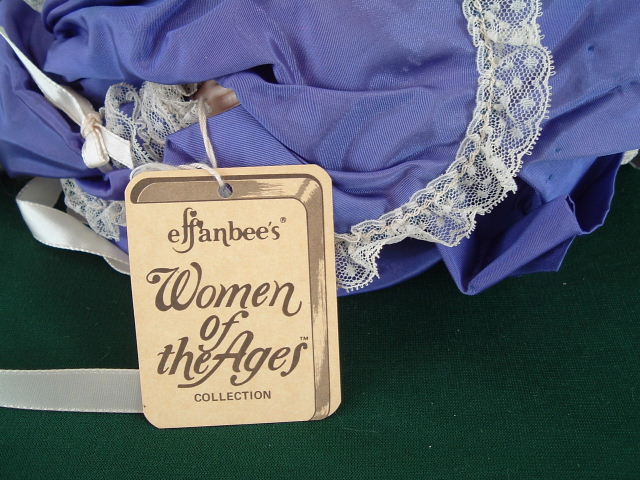 effanbee's®
Women
of
the Ages™
COLLECTION